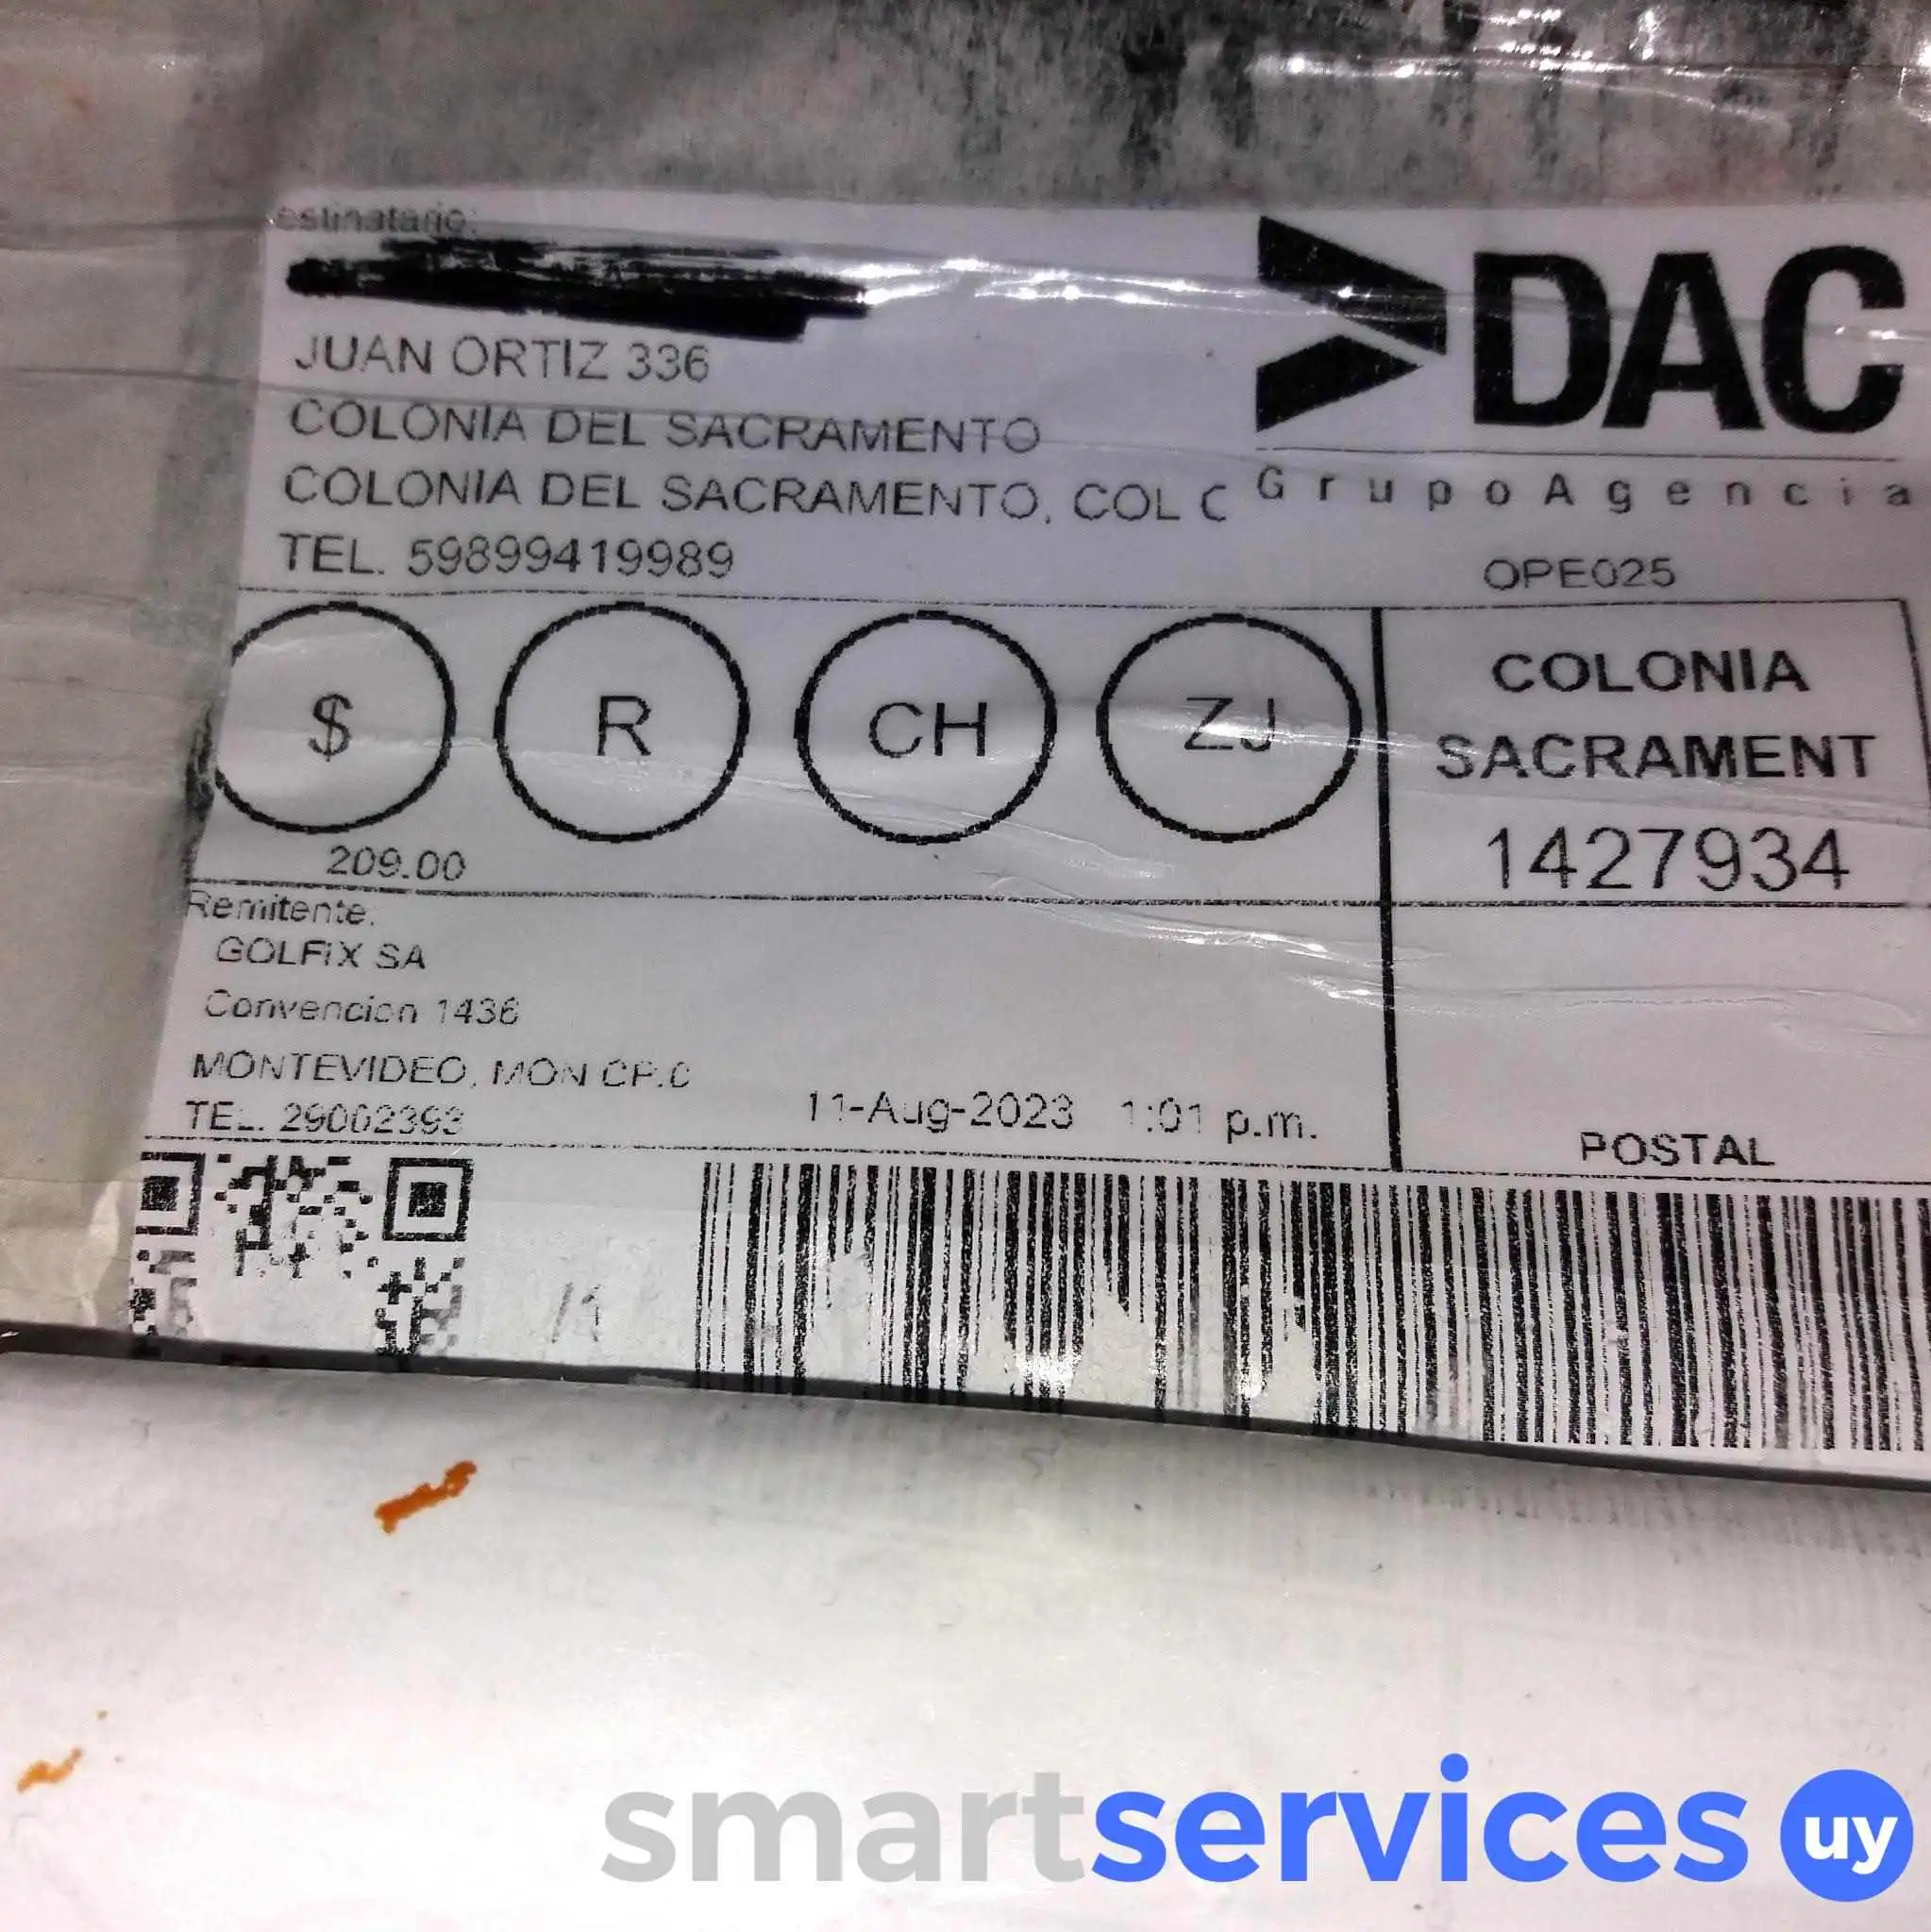 estinatario:
JUAN ORTIZ 336
COLONIA DEL SACRAMENTO
COLONIA DEL SACRAMENTO, COL C
TEL. 59899419989
DAC
GrupoAgencia
OPE025
$
R
CH
ZJ
209.00
COLONIA
SACRAMENT
1427934
Remitente:
GOLFIX SA
Convencion 1436
MONTEVIDEO, MON CP.0
TEL. 29002393
11-Aug-2023 1:01 p.m.
POSTAL
/1
smartservices uy